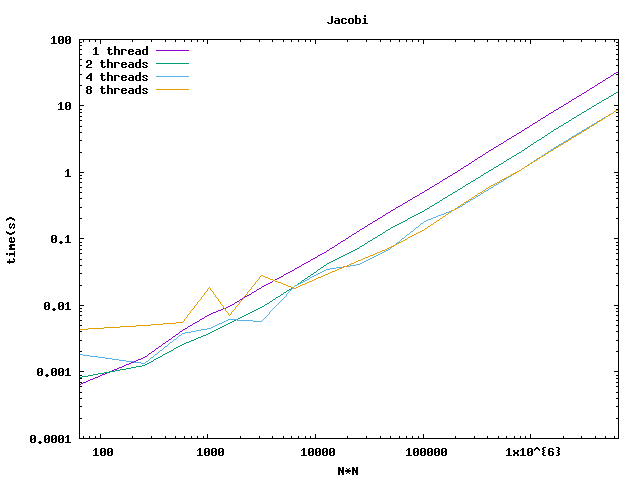 Jacobi
100
10
1
0.1
0.01
0.001
0.0001
time(s)
1 thread
2 threads
4 threads
8 threads
100 1000 10000 100000 1x10^{6}
N*N